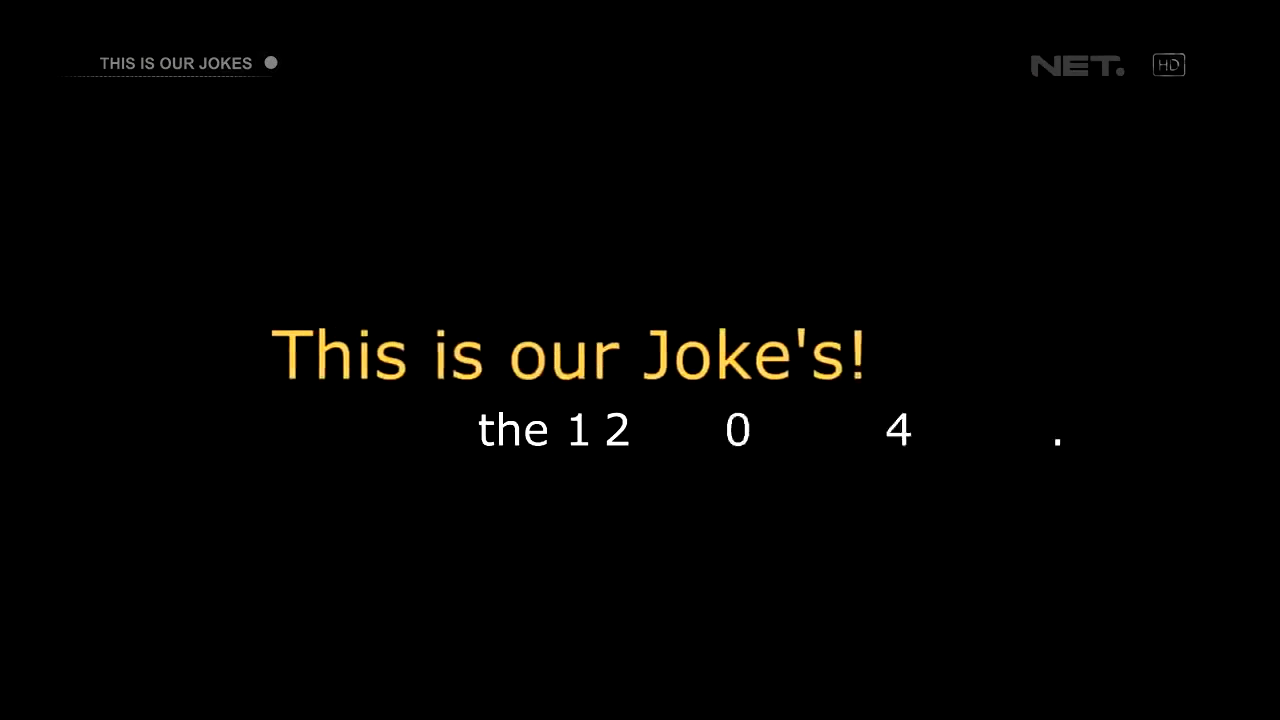 THIS IS OUR JOKES
NET.
HD
This is our Joke's!
the 1 2 0 4 .